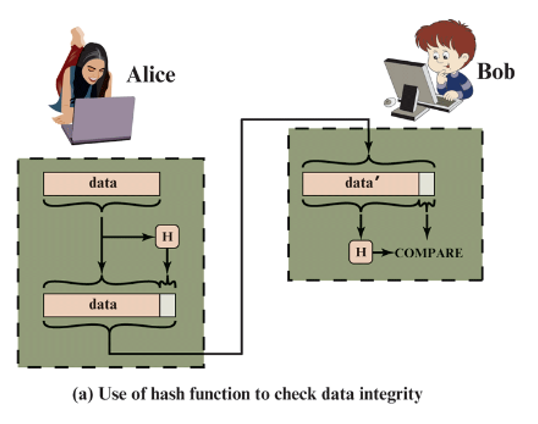 Alice
Bob
data
H
data
data′
H
COMPARE
(a) Use of hash function to check data integrity